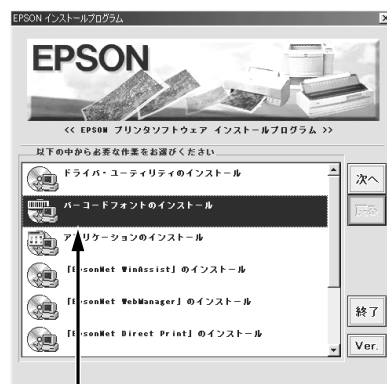 EPSON インストールプログラム
EPSON
<< EPSON プリンタソフトウェア インストールプログラム >>
以下の中から必要な作業をお選びください
ドライバ・ユーティリティのインストール
バーコードフォントのインストール
アプリケーションのインストール
「EpsonNet WinAssist」のインストール
「EpsonNet WebManager」のインストール
「EpsonNet Direct Print」のインストール
次へ
戻る
終了
Ver.